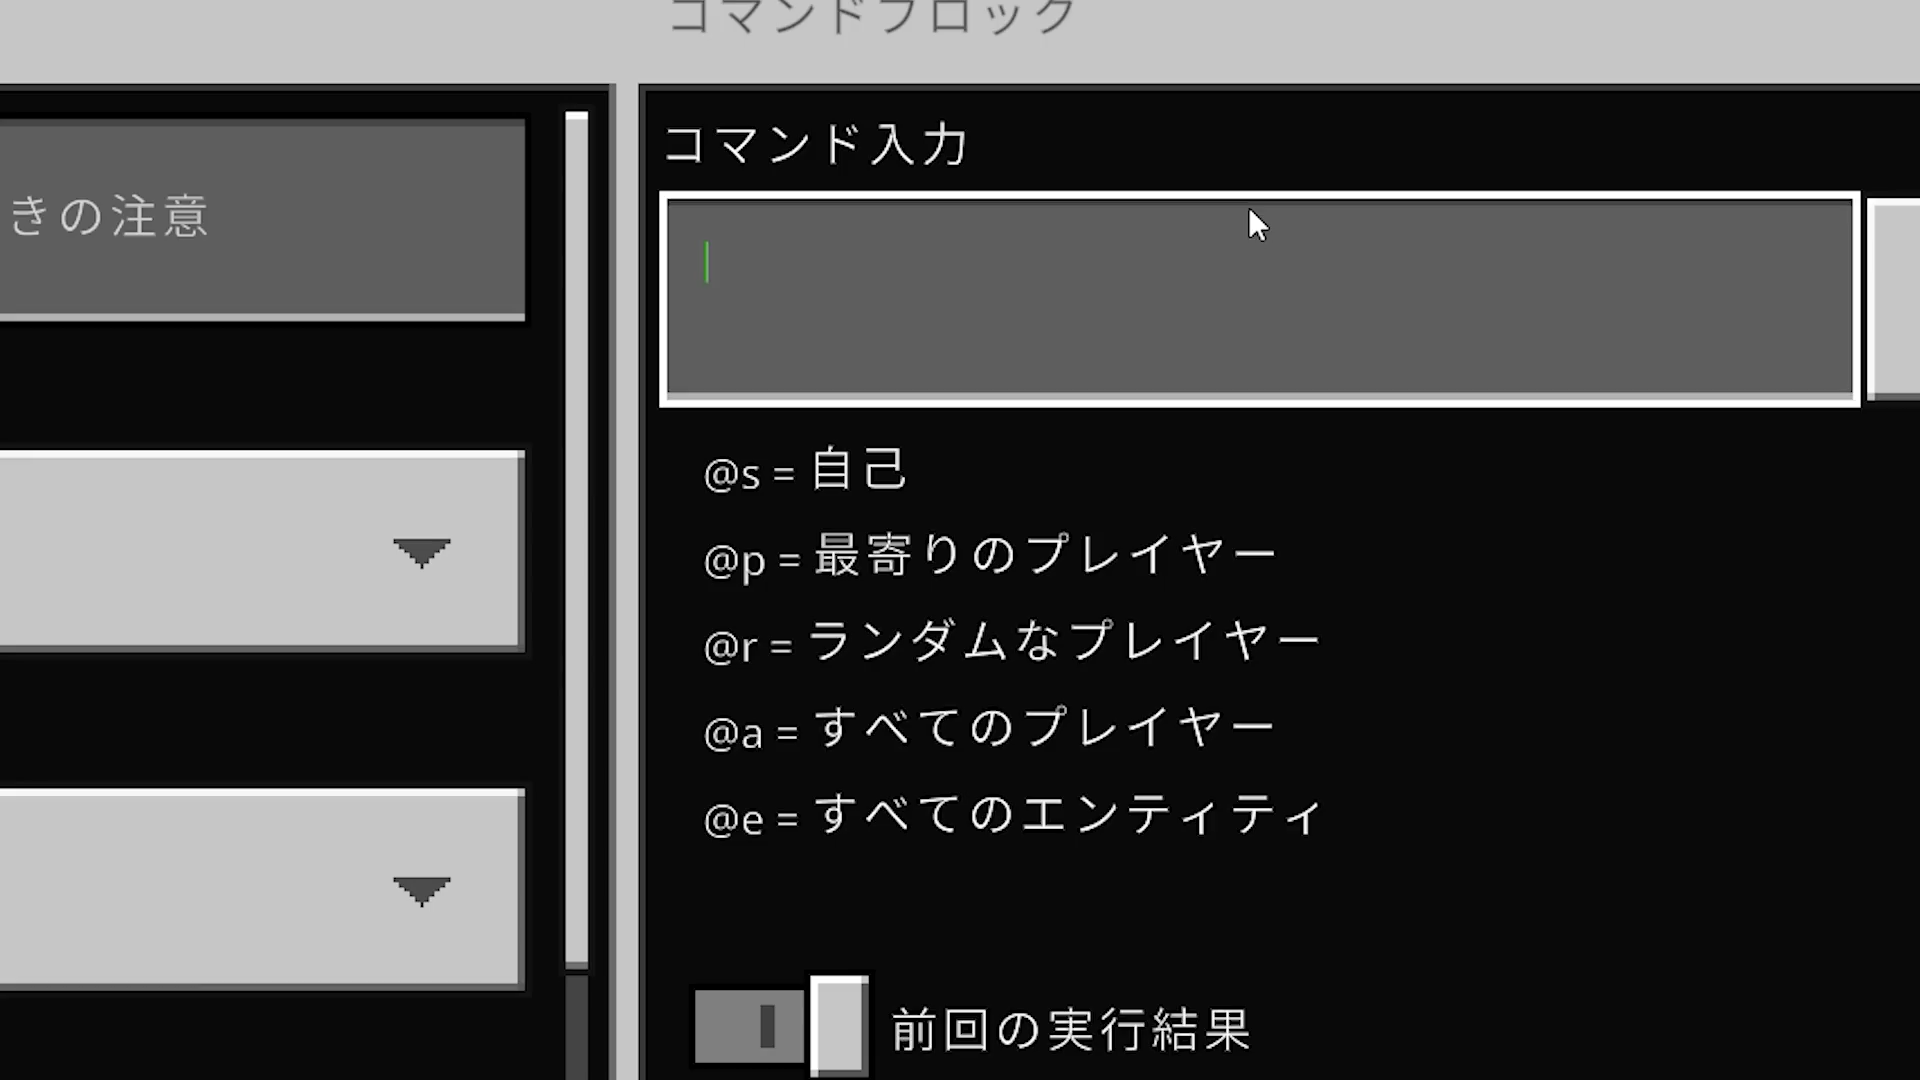 コマンドブロック
きの注意
コマンド入力
@s = 自己
@p = 最寄りのプレイヤー
@r = ランダムなプレイヤー
@a = すべてのプレイヤー
@e = すべてのエンティティ
前回の実行結果